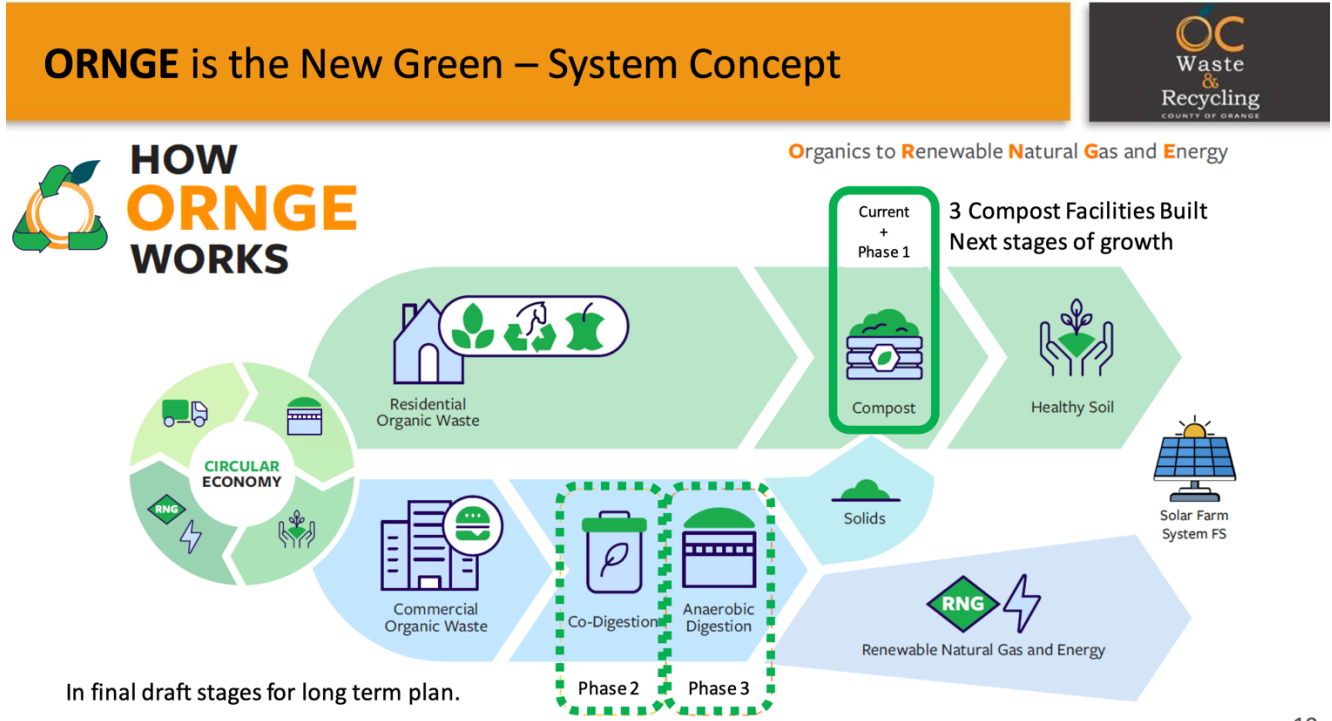 ORNGE is the New Green – System Concept
OC
Waste
&
Recycling
COUNTY OF ORANGE
HOW
ORNGE
WORKS
Organics to Renewable Natural Gas and Energy
Current
+
Phase 1
3 Compost Facilities Built
Next stages of growth
Residential
Organic Waste
Compost
Healthy Soil
CIRCULAR
ECONOMY
RNG
Commercial
Organic Waste
Co-Digestion
Anaerobic
Digestion
Solids
Solar Farm
System FS
RNG
Renewable Natural Gas and Energy
Phase 2
Phase 3
In final draft stages for long term plan.